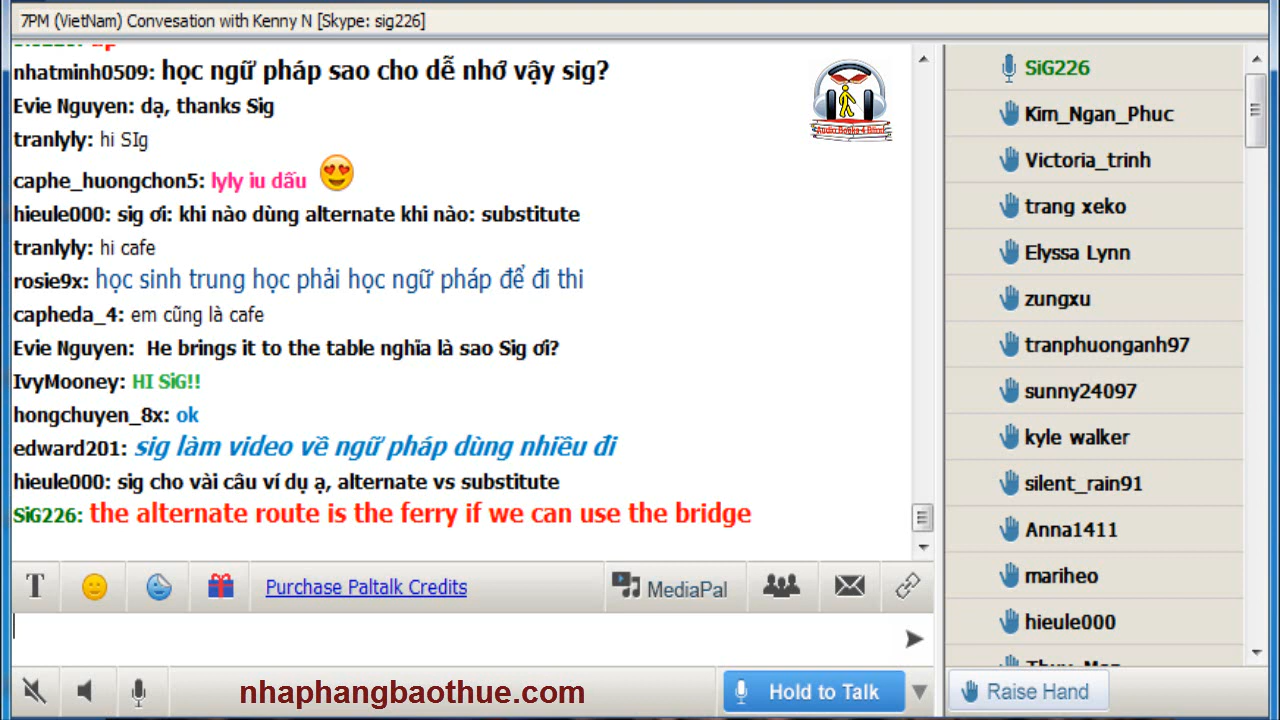 7PM (VietNam) Convesation with Kenny N [Skype: sig226]
nhatminh0509: học ngữ pháp sao cho dễ nhớ vậy sig?
Evie Nguyen: dạ, thanks Sig
tranlyly: hi SIg
caphe_huongchon5: lyly iu dấu
hieule000: sig ơi: khi nào dùng alternate khi nào: substitute
tranlyly: hi cafe
rosie9x: học sinh trung học phải học ngữ pháp để đi thi
capheda_4: em cũng là cafe
Evie Nguyen: He brings it to the table nghĩa là sao Sig ơi?
IvyMooney: HI SiG!!
hongchuyen_8x: ok
edward201: sig làm video về ngữ pháp dùng nhiều đi
hieule000: sig cho vài câu ví dụ ạ, alternate vs substitute
SiG226: the alternate route is the ferry if we can use the bridge
Audio Books 4 Blind
SiG226
Kim_Ngan_Phuc
Victoria_trinh
trang xeko
Elyssa Lynn
zungxu
tranphuonganh97
sunny24097
kyle walker
silent_rain91
Anna1411
mariheo
hieule000
T
Purchase Paltalk Credits
MediaPal
nhaphangbaothue.com
Hold to Talk
Raise Hand